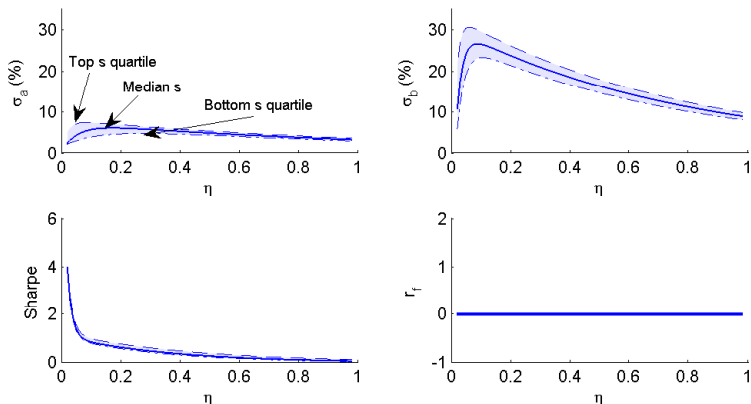 30
20
10
0
σa (%)
Top s quartile
Median s
Bottom s quartile
0 0.2 0.4 0.6 0.8 1
η
30
20
10
0
σb (%)
0 0.2 0.4 0.6 0.8 1
η
6
4
2
0
Sharpe
0 0.2 0.4 0.6 0.8 1
η
2
1
0
-1
rf
0 0.2 0.4 0.6 0.8 1
η